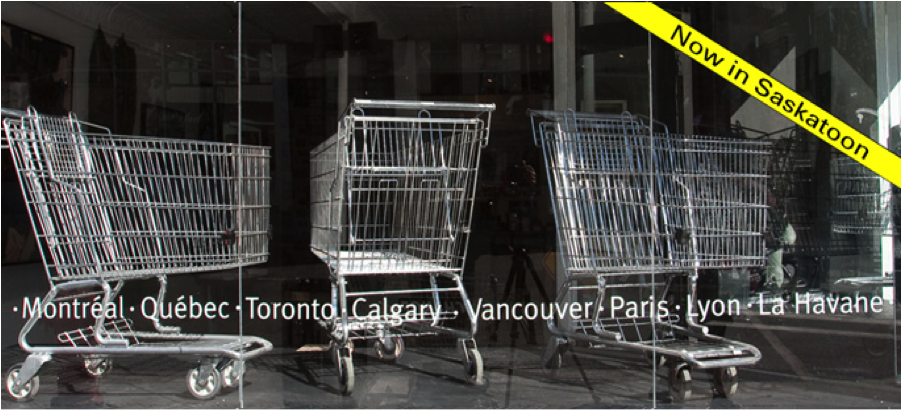 Now in Saskatoon
·Montréal·Québec·Toronto·Calgary·Vancouver·Paris·Lyon·La Havane